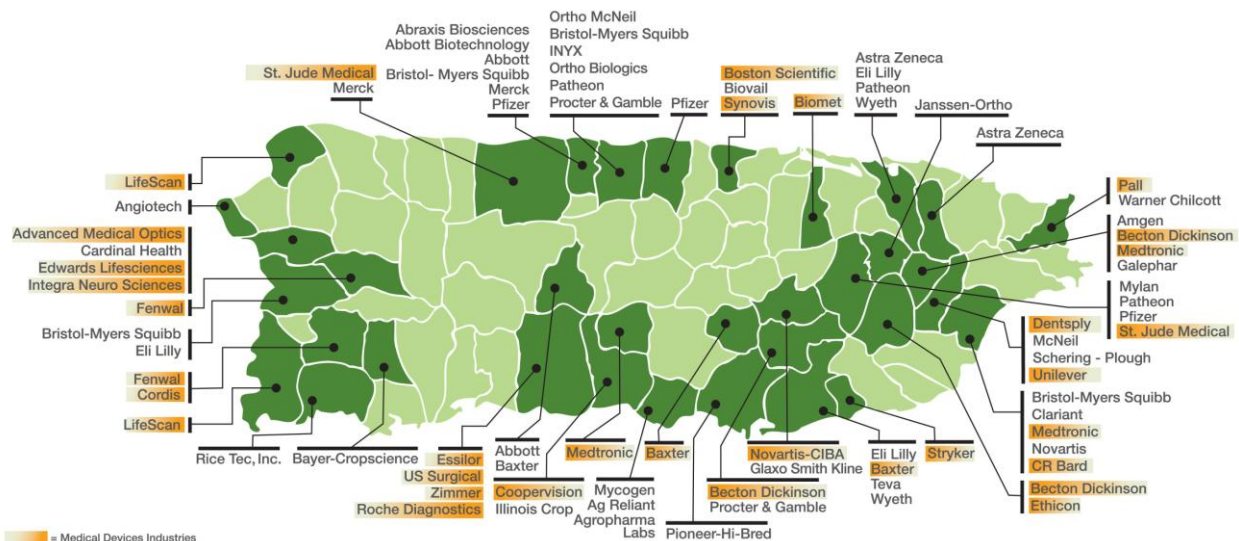 Abraxis Biosciences
Abbott Biotechnology
Abbott
Bristol- Myers Squibb
Merck
Pfizer
Ortho McNeil
Bristol-Myers Squibb
INYX
Ortho Biologics
Patheon
Procter & Gamble
Pfizer
St. Jude Medical
Merck
Boston Scientific
Biovail
Synovis
Biomet
Astra Zeneca
Eli Lilly
Patheon
Wyeth
Janssen-Ortho
Astra Zeneca
LifeScan
Angiotech
Advanced Medical Optics
Cardinal Health
Edwards Lifesciences
Integra Neuro Sciences
Fenwal
Bristol-Myers Squibb
Eli Lilly
Fenwal
Cordis
LifeScan
Pall
Warner Chilcott
Amgen
Becton Dickinson
Medtronic
Galephar
Mylan
Patheon
Pfizer
St. Jude Medical
Dentsply
McNeil
Schering - Plough
Unilever
Bristol-Myers Squibb
Clariant
Medtronic
Novartis
CR Bard
Becton Dickinson
Ethicon
Rice Tec, Inc.
Bayer-Cropscience
Essilor
US Surgical
Zimmer
Roche Diagnostics
Abbott
Baxter
Coopervision
Illinois Crop
Medtronic
Mycogen
Ag Reliant
Agropharma
Labs
Baxter
Pioneer-Hi-Bred
Becton Dickinson
Procter & Gamble
Novartis-CIBA
Glaxo Smith Kline
Eli Lilly
Baxter
Teva
Wyeth
Stryker
= Medical Devices Industries